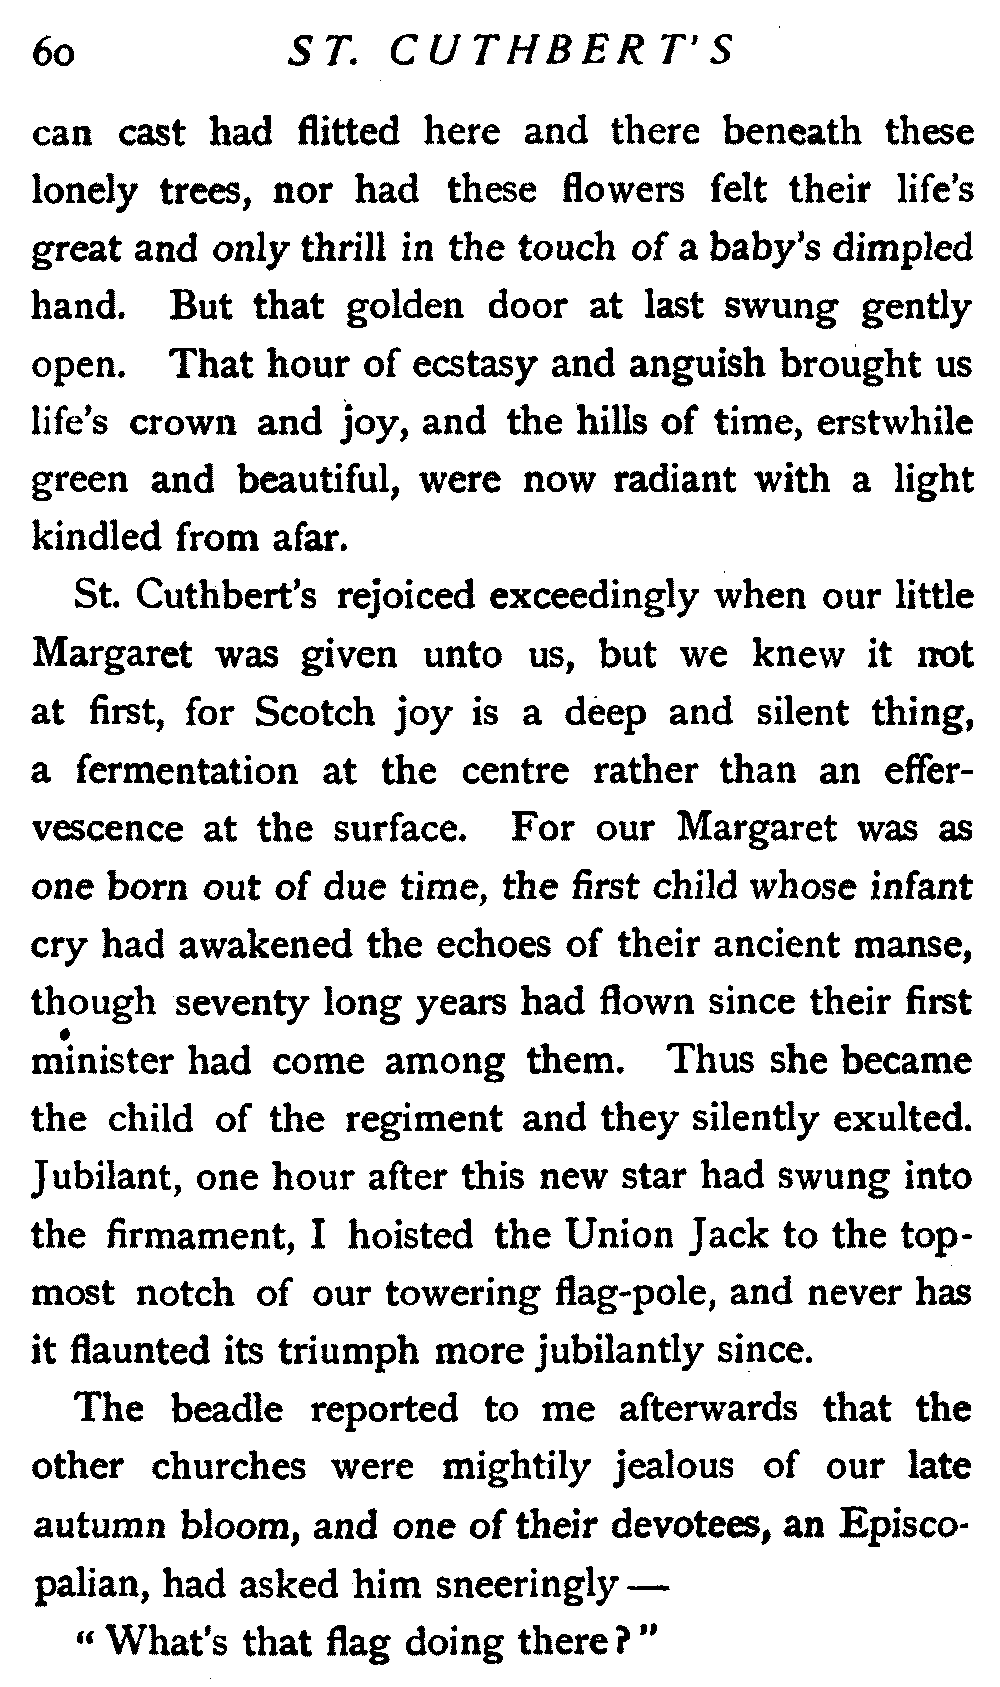 60 ST. CUTHBERT'S
can cast had flitted here and there beneath these
lonely trees, nor had these flowers felt their life's
great and only thrill in the touch of a baby's dimpled
hand. But that golden door at last swung gently
open. That hour of ecstasy and anguish brought us
life's crown and joy, and the hills of time, erstwhile
green and beautiful, were now radiant with a light
kindled from afar.
St. Cuthbert's rejoiced exceedingly when our little
Margaret was given unto us, but we knew it not
at first, for Scotch joy is a deep and silent thing,
a fermentation at the centre rather than an effer-
vescence at the surface. For our Margaret was as
one born out of due time, the first child whose infant
cry had awakened the echoes of their ancient manse,
though seventy long years had flown since their first
minister had come among them. Thus she became
the child of the regiment and they silently exulted.
Jubilant, one hour after this new star had swung into
the firmament, I hoisted the Union Jack to the top-
most notch of our towering flag-pole, and never has
it flaunted its triumph more jubilantly since.
The beadle reported to me afterwards that the
other churches were mightily jealous of our late
autumn bloom, and one of their devotees, an Episco-
palian, had asked him sneeringly—
"What's that flag doing there?"